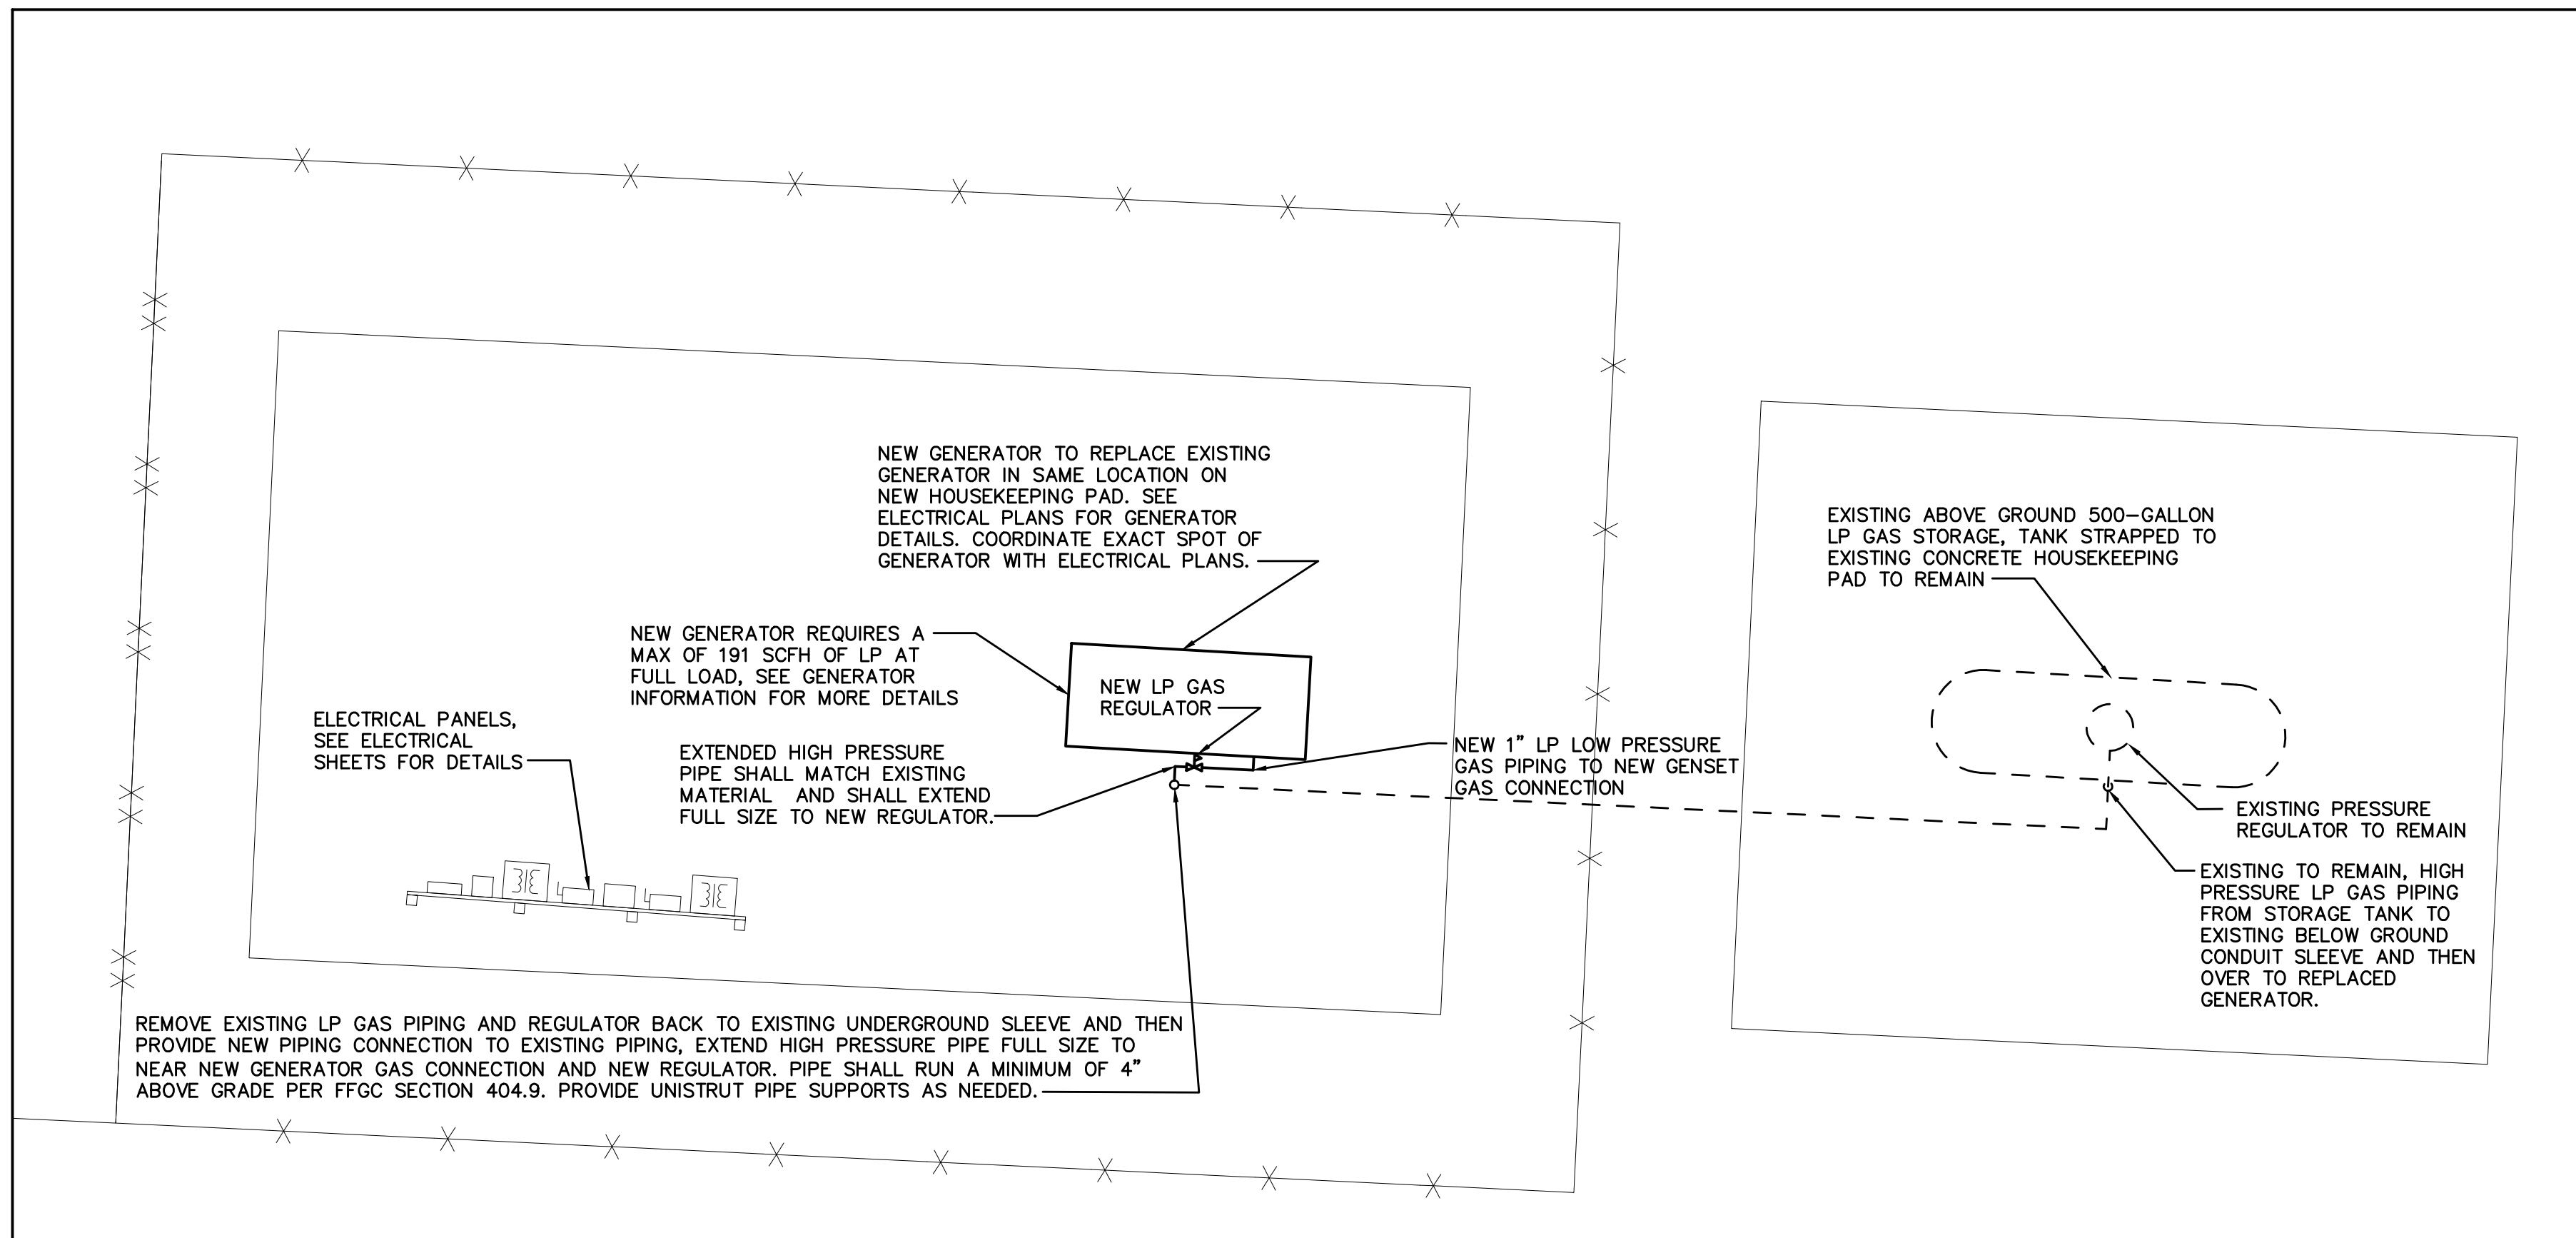 NEW GENERATOR TO REPLACE EXISTING
GENERATOR IN SAME LOCATION ON
NEW HOUSEKEEPING PAD. SEE
ELECTRICAL PLANS FOR GENERATOR
DETAILS. COORDINATE EXACT SPOT OF
GENERATOR WITH ELECTRICAL PLANS.
EXISTING ABOVE GROUND 500-GALLON
LP GAS STORAGE, TANK STRAPPED TO
EXISTING CONCRETE HOUSEKEEPING
PAD TO REMAIN
NEW GENERATOR REQUIRES A
MAX OF 191 SCFH OF LP AT
FULL LOAD, SEE GENERATOR
INFORMATION FOR MORE DETAILS
NEW LP GAS
REGULATOR
ELECTRICAL PANELS,
SEE ELECTRICAL
SHEETS FOR DETAILS
EXTENDED HIGH PRESSURE
PIPE SHALL MATCH EXISTING
MATERIAL  AND SHALL EXTEND
FULL SIZE TO NEW REGULATOR.
NEW 1" LP LOW PRESSURE
GAS PIPING TO NEW GENSET
GAS CONNECTION
EXISTING PRESSURE
REGULATOR TO REMAIN
EXISTING TO REMAIN, HIGH
PRESSURE LP GAS PIPING
FROM STORAGE TANK TO
EXISTING BELOW GROUND
CONDUIT SLEEVE AND THEN
OVER TO REPLACED
GENERATOR.
REMOVE EXISTING LP GAS PIPING AND REGULATOR BACK TO EXISTING UNDERGROUND SLEEVE AND THEN
PROVIDE NEW PIPING CONNECTION TO EXISTING PIPING, EXTEND HIGH PRESSURE PIPE FULL SIZE TO
NEAR NEW GENERATOR GAS CONNECTION AND NEW REGULATOR. PIPE SHALL RUN A MINIMUM OF 4"
ABOVE GRADE PER FFGC SECTION 404.9. PROVIDE UNISTRUT PIPE SUPPORTS AS NEEDED.